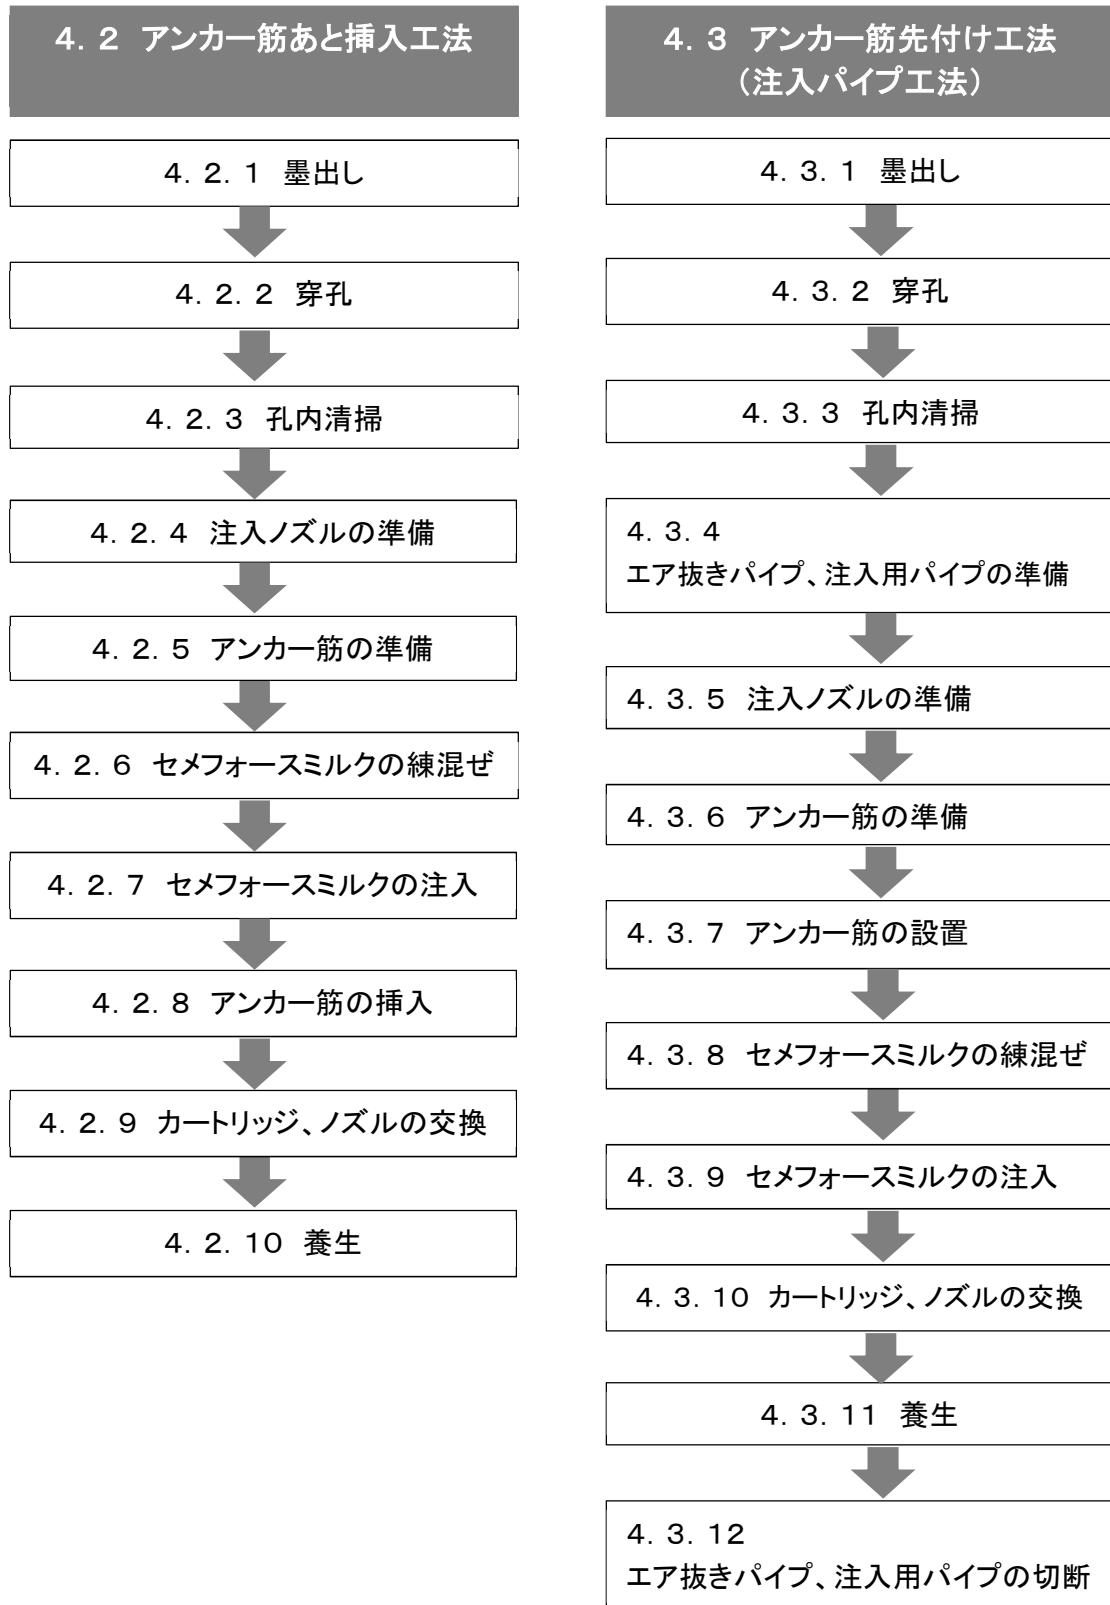 4．2　アンカー筋あと挿入工法
4．2．1　墨出し
4．2．2　穿孔
4．2．3　孔内清掃
4．2．4　注入ノズルの準備
4．2．5　アンカー筋の準備
4．2．6　セメフォースミルクの練混ぜ
4．2．7　セメフォースミルクの注入
4．2．8　アンカー筋の挿入
4．2．9　カートリッジ、ノズルの交換
4．2．10　養生
4．3　アンカー筋先付け工法
（注入パイプ工法）
4．3．1　墨出し
4．3．2　穿孔
4．3．3　孔内清掃
4．3．4
エア抜きパイプ、注入用パイプの準備
4．3．5　注入ノズルの準備
4．3．6　アンカー筋の準備
4．3．7　アンカー筋の設置
4．3．8　セメフォースミルクの練混ぜ
4．3．9　セメフォースミルクの注入
4．3．10　カートリッジ、ノズルの交換
4．3．11　養生
4．3．12
エア抜きパイプ、注入用パイプの切断